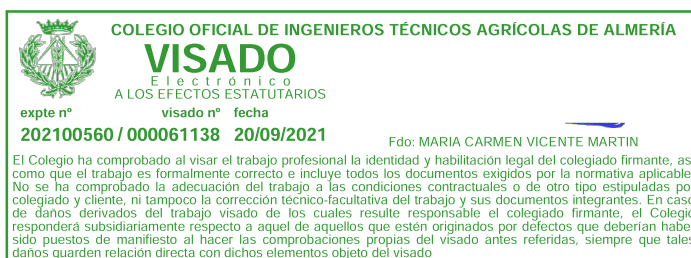 COLEGIO OFICIAL DE INGENIEROS TÉCNICOS AGRÍCOLAS DE ALMERÍA
VISADO
Electrónico
A LOS EFECTOS ESTATUTARIOS
expte nº visado nº fecha
202100560 / 000061138 20/09/2021
Fdo: MARIA CARMEN VICENTE MARTIN
El Colegio ha comprobado al visar el trabajo profesional la identidad y habilitación legal del colegiado firmante, as
como que el trabajo es formalmente correcto e incluye todos los documentos exigidos por la normativa aplicable
No se ha comprobado la adecuación del trabajo a las condiciones contractuales o de otro tipo estipuladas po
colegiado y cliente, ni tampoco la corrección técnico-facultativa del trabajo y sus documentos integrantes. En caso
de daños derivados del trabajo visado de los cuales resulte responsable el colegiado firmante, el Colegi
responderá subsidiariamente respecto a aquel de aquellos que estén originados por defectos que deberían habe
sido puestos de manifiesto al hacer las comprobaciones propias del visado antes referidas, siempre que tales
daños guarden relación directa con dichos elementos objeto del visado